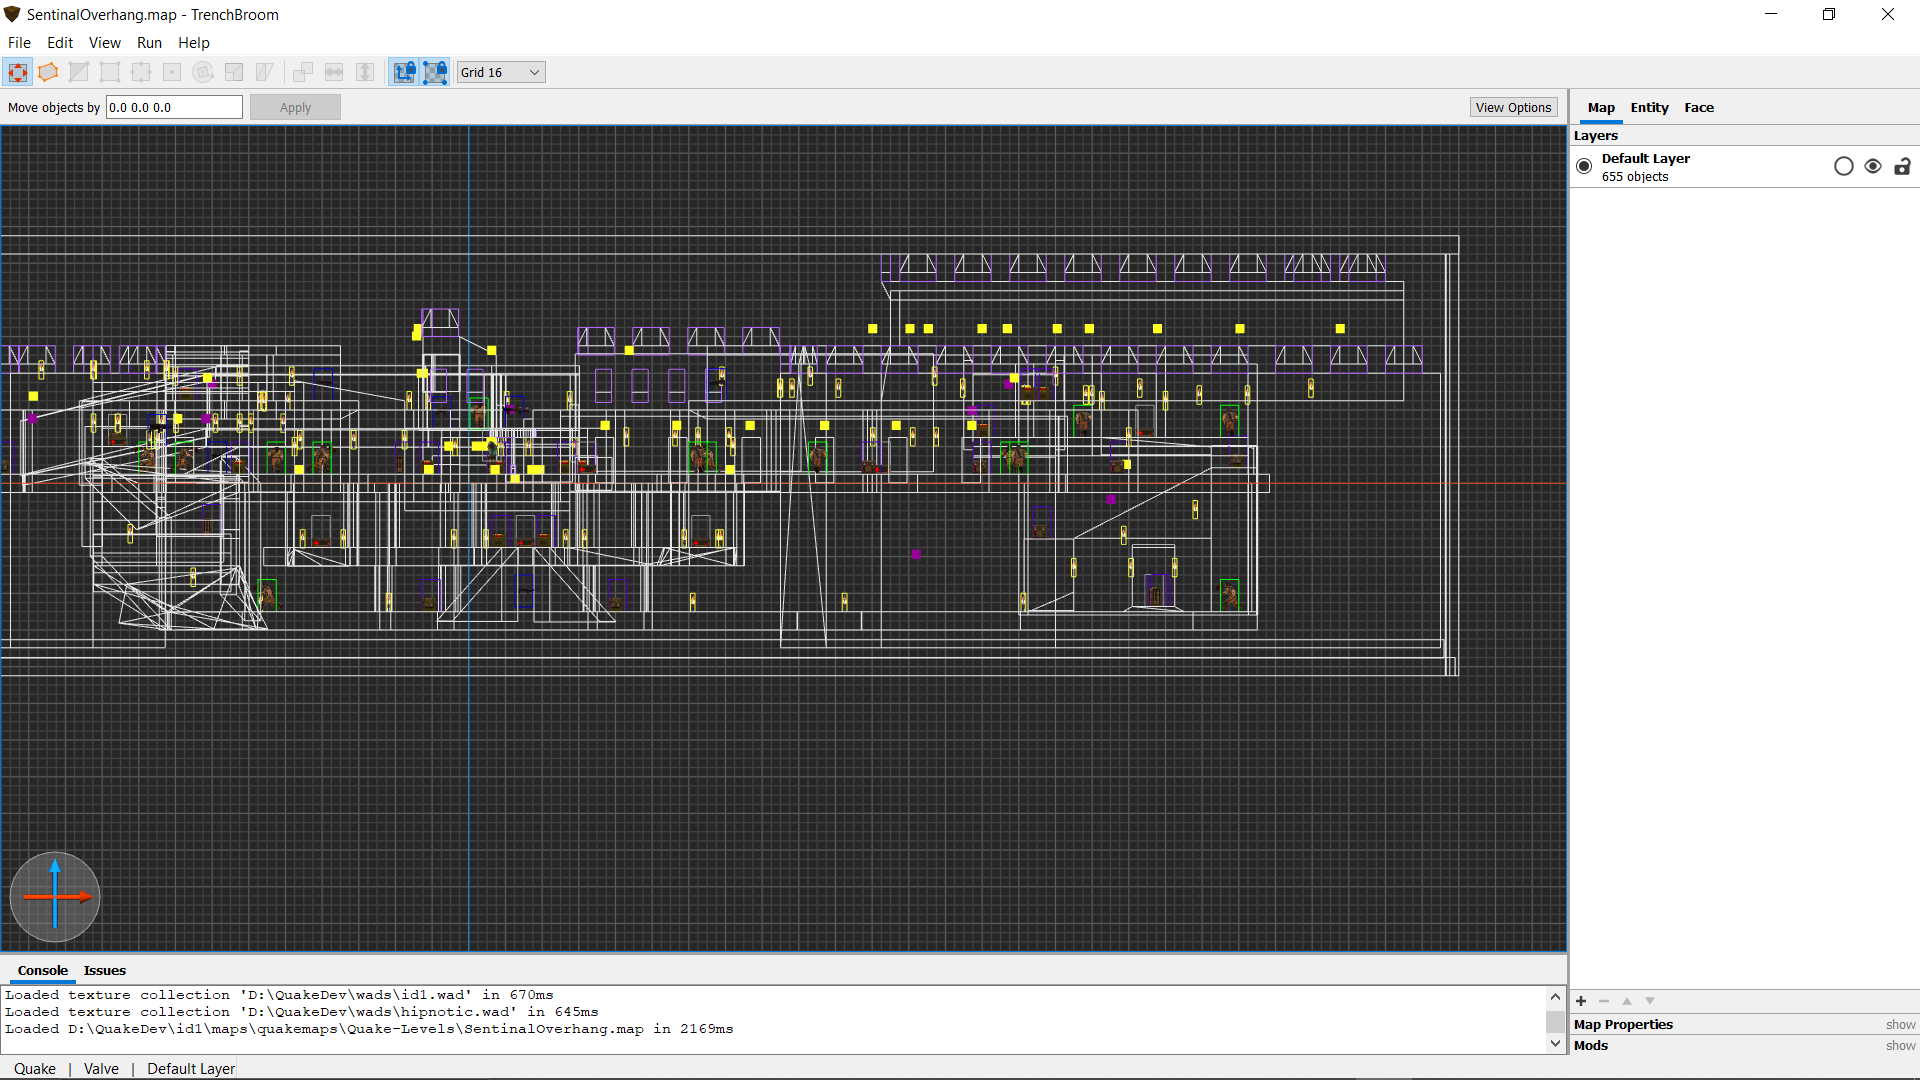 SentinalOverhang.map - TrenchBroom
File Edit View Run Help
Grid 16
Move objects by 0.0 0.0 0.0 Apply View Options
Map Entity Face
Layers
Default Layer
655 objects
Console Issues
Loaded texture collection 'D:\QuakeDev\wads\id1.wad' in 670ms
Loaded texture collection 'D:\QuakeDev\wads\hipnotic.wad' in 645ms
Loaded D:\QuakeDev\id1\maps\quakemaps\Quake-Levels\SentinalOverhang.map in 2169ms
Map Properties show
Mods show
Quake | Valve | Default Layer